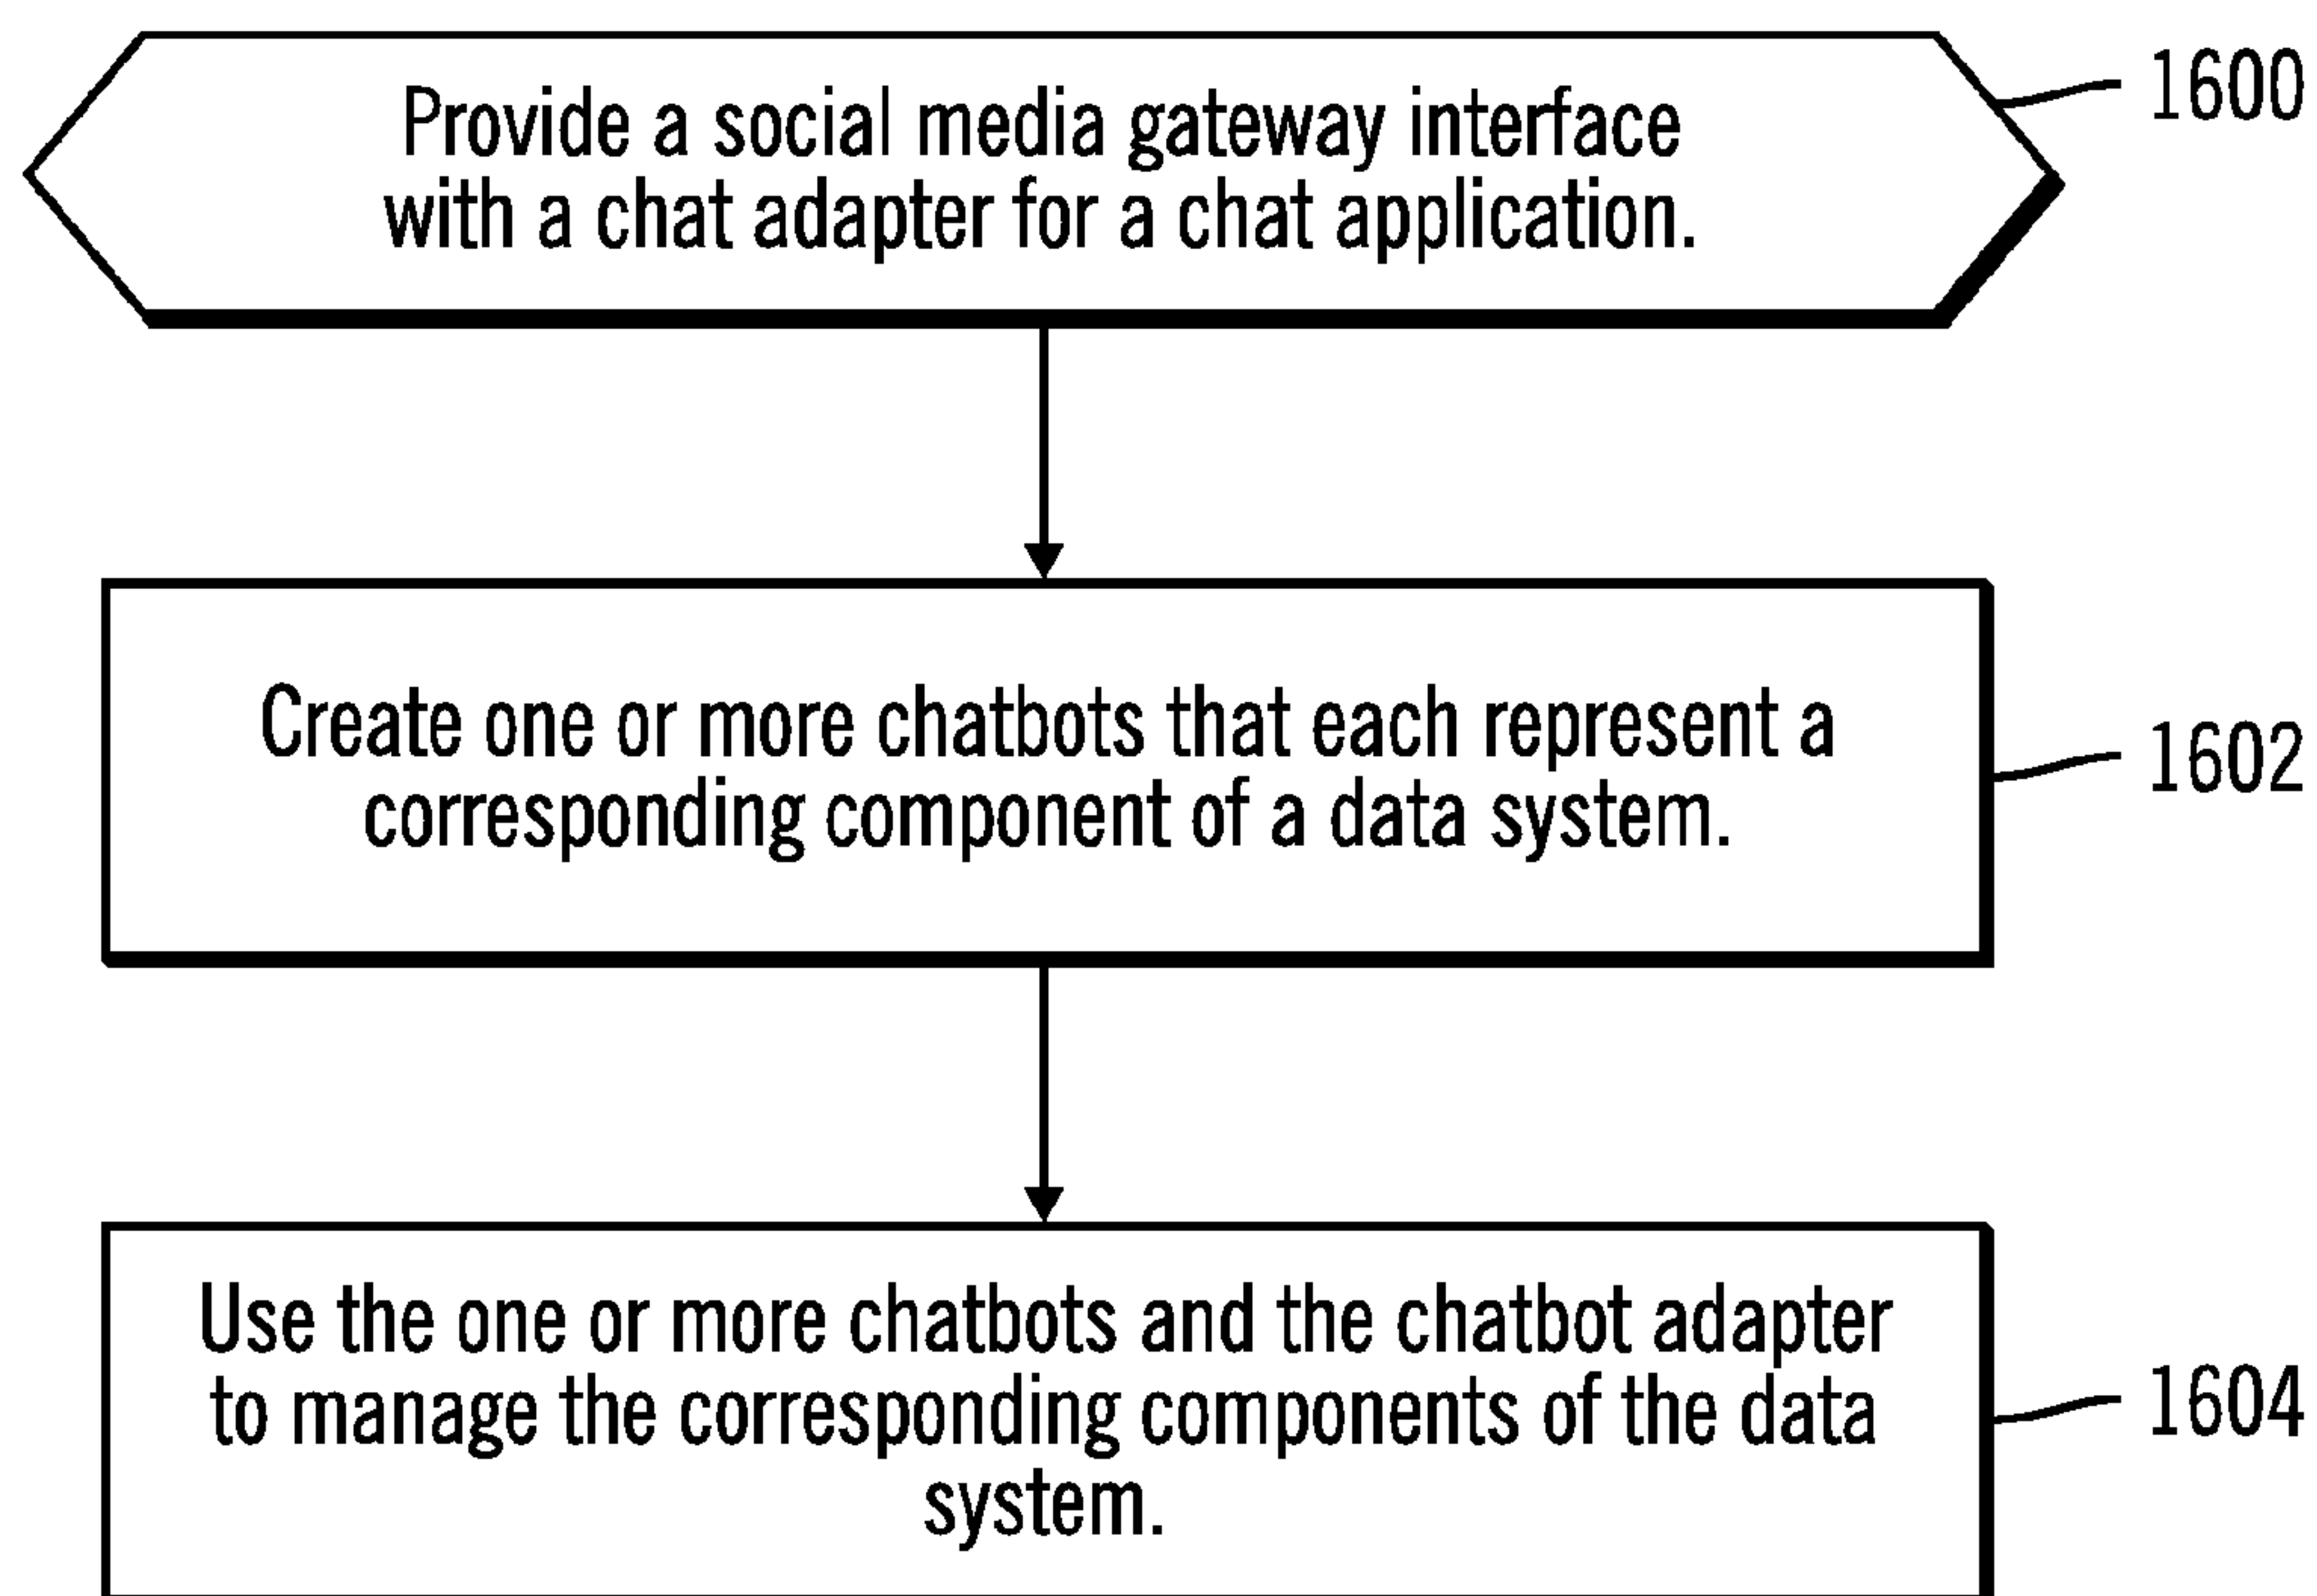 Provide a social media gateway interface
with a chat adapter for a chat application.
1600
Create one or more chatbots that each represent a
corresponding component of a data system.
1602
Use the one or more chatbots and the chatbot adapter
to manage the corresponding components of the data
system.
1604